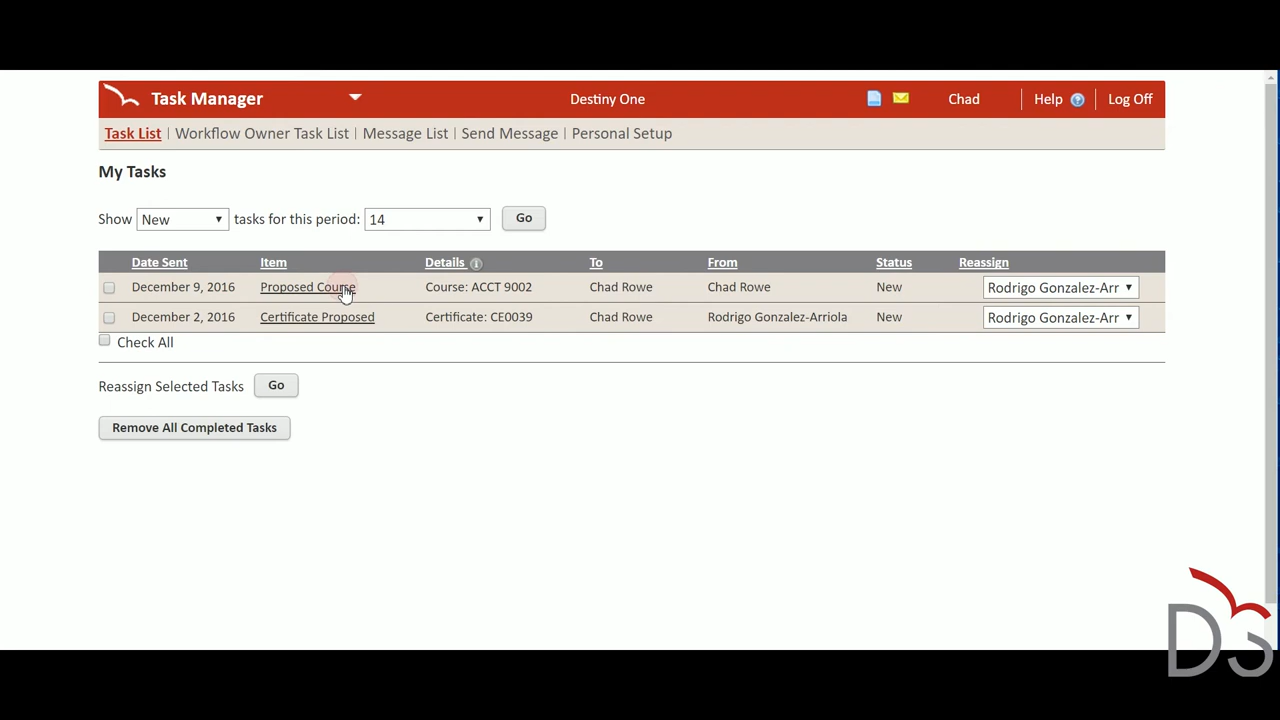 Task Manager Destiny One Chad Help Log Off
Task List Workflow Owner Task List Message List Send Message Personal Setup
My Tasks
Show New tasks for this period: 14 Go
Date Sent Item Details To From Status Reassign
December 9, 2016 Proposed Course Course: ACCT 9002 Chad Rowe Chad Rowe New Rodrigo Gonzalez-Arr
December 2, 2016 Certificate Proposed Certificate: CE0039 Chad Rowe Rodrigo Gonzalez-Arriola New Rodrigo Gonzalez-Arr
Check All
Reassign Selected Tasks Go
Remove All Completed Tasks